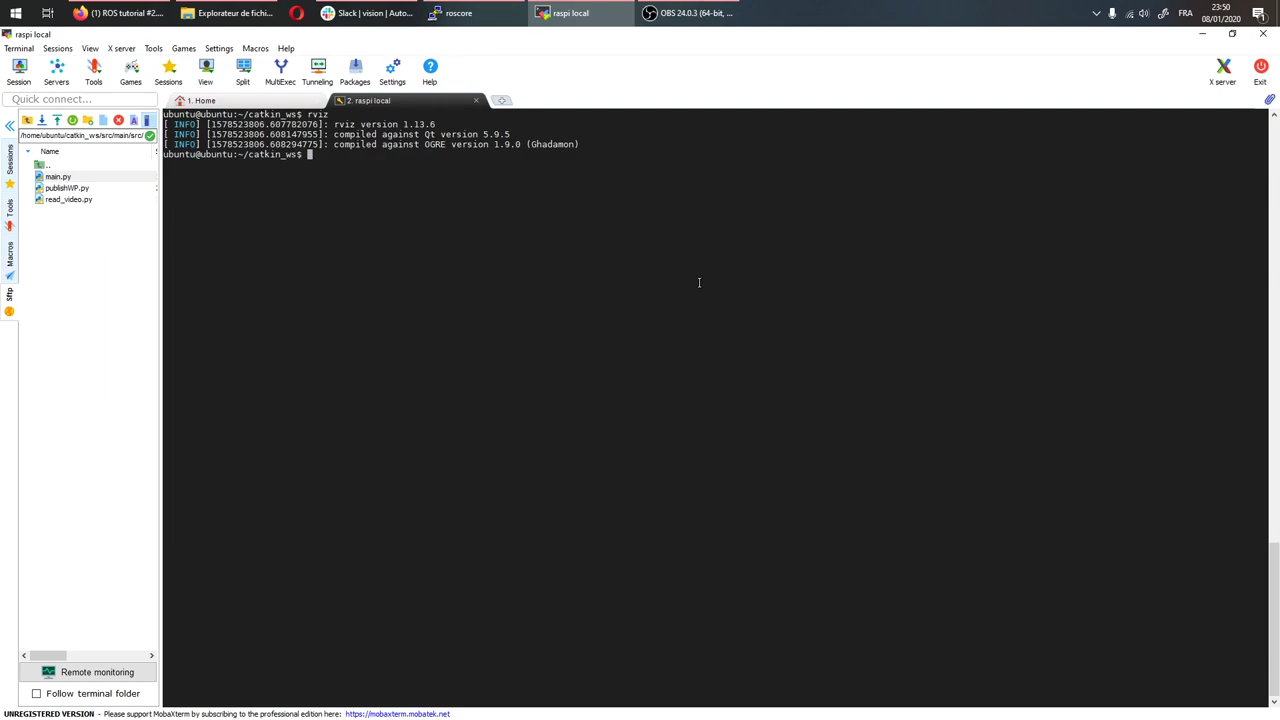 (1) ROS tutorial #2....
Explorateur de fichi...
Slack | vision | Auto...
roscore
raspi local
OBS 24.0.3 (64-bit, ...
FRA
23:50
08/01/2020
raspi local
Terminal Sessions View X server Tools Games Settings Macros Help
Session Servers Tools Games Sessions View Split MultiExec Tunneling Packages Settings Help X server Exit
Quick connect...
1. Home
2. raspi local
/home/ubuntu/catkin_ws/src/main/src/
Name
..
main.py
publishWP.py
read_video.py
Sessions
Tools
Macros
Sftp
ubuntu@ubuntu:~/catkin_ws$ rviz
[ INFO] [1578523806.607782076]: rviz version 1.13.6
[ INFO] [1578523806.608147955]: compiled against Qt version 5.9.5
[ INFO] [1578523806.608294775]: compiled against OGRE version 1.9.0 (Ghadamon)
ubuntu@ubuntu:~/catkin_ws$
Remote monitoring
Follow terminal folder
UNREGISTERED VERSION - Please support MobaXterm by subscribing to the professional edition here: https://mobaxterm.mobatek.net